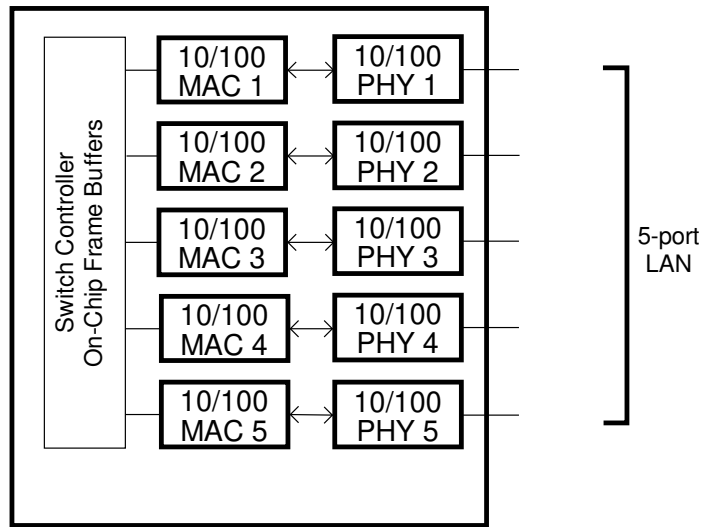 Switch Controller
On-Chip Frame Buffers
10/100
MAC 1
10/100
PHY 1
10/100
MAC 2
10/100
PHY 2
10/100
MAC 3
10/100
PHY 3
10/100
MAC 4
10/100
PHY 4
10/100
MAC 5
10/100
PHY 5
5-port
LAN